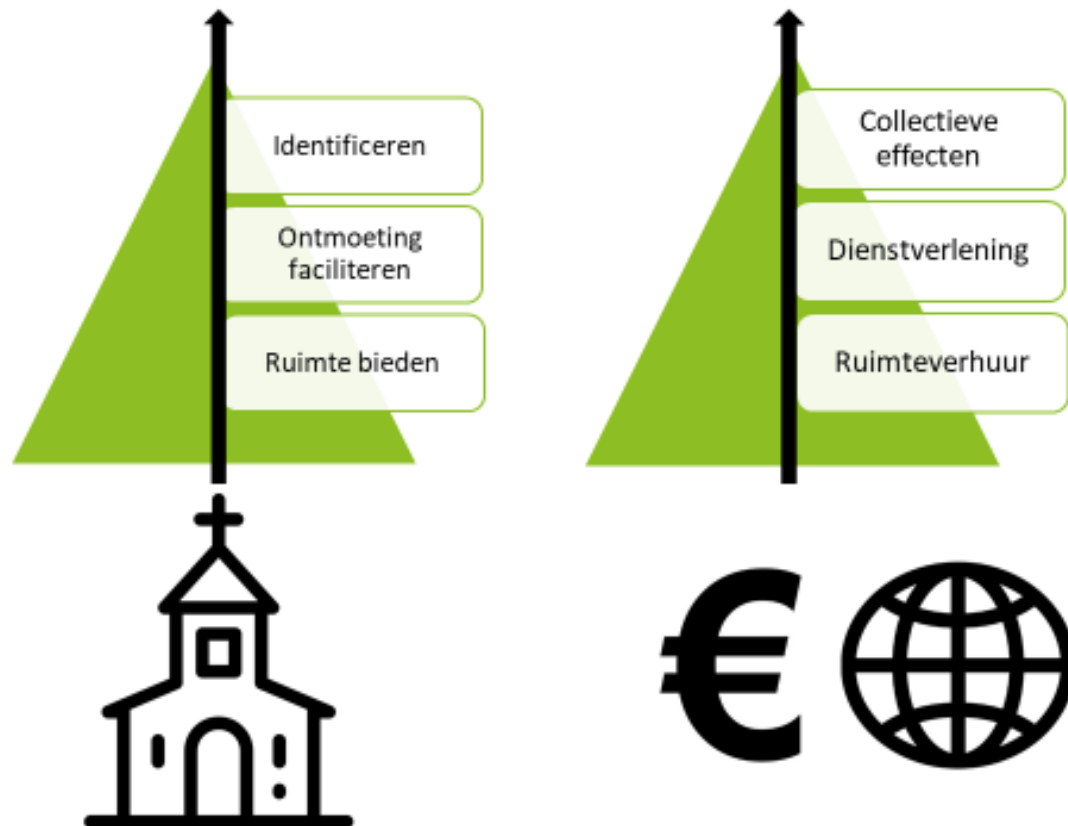 Identificeren
Ontmoeting
faciliteren
Ruimte bieden
Collectieve
effecten
Dienstverlening
Ruimteverhuur
€